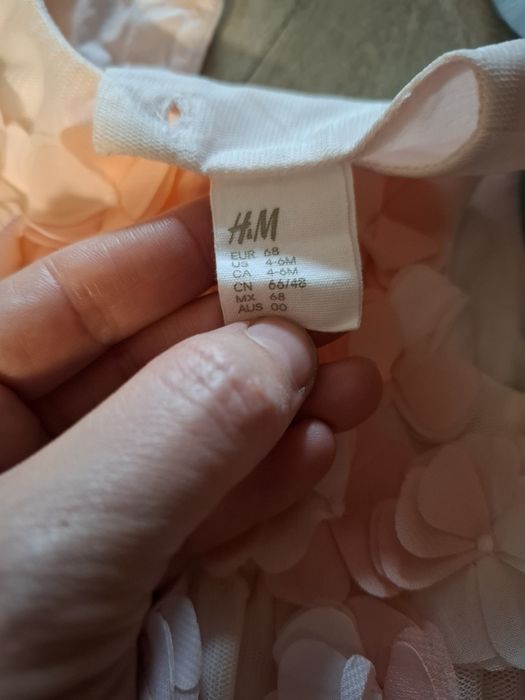 H&M
EUR 68
US 4-6M
CA 4-6M
CN 66/48
MX 68
AUS 00